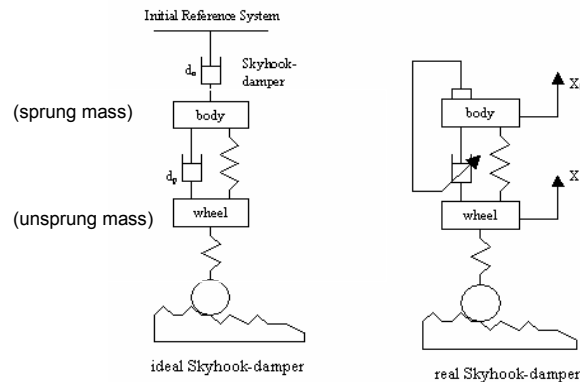 Initial Reference System
Skyhook-
damper
(sprung mass)
body
(unsprung mass)
wheel
ideal Skyhook-damper
X
body
X
wheel
real Skyhook-damper